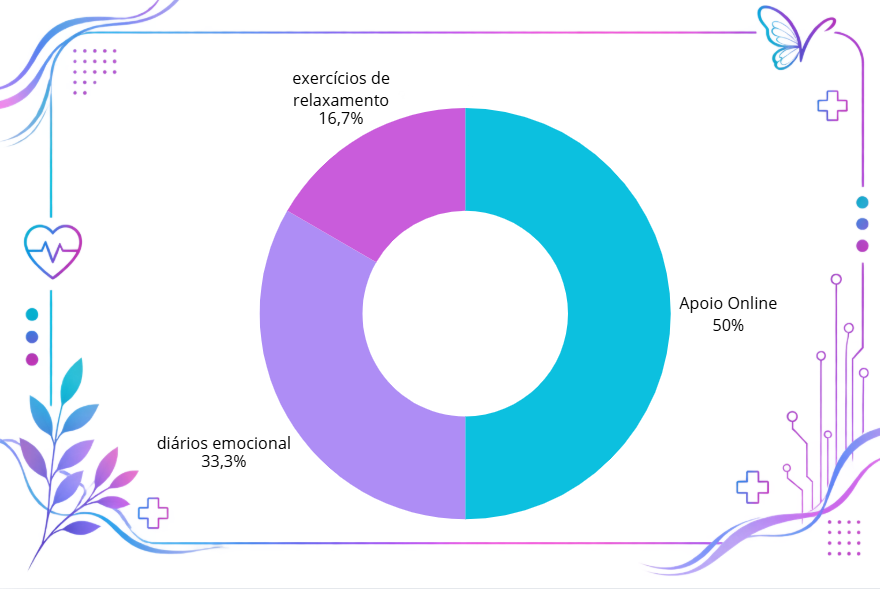 exercícios de
relaxamento
16,7%
Apoio Online
50%
diários emocional
33,3%